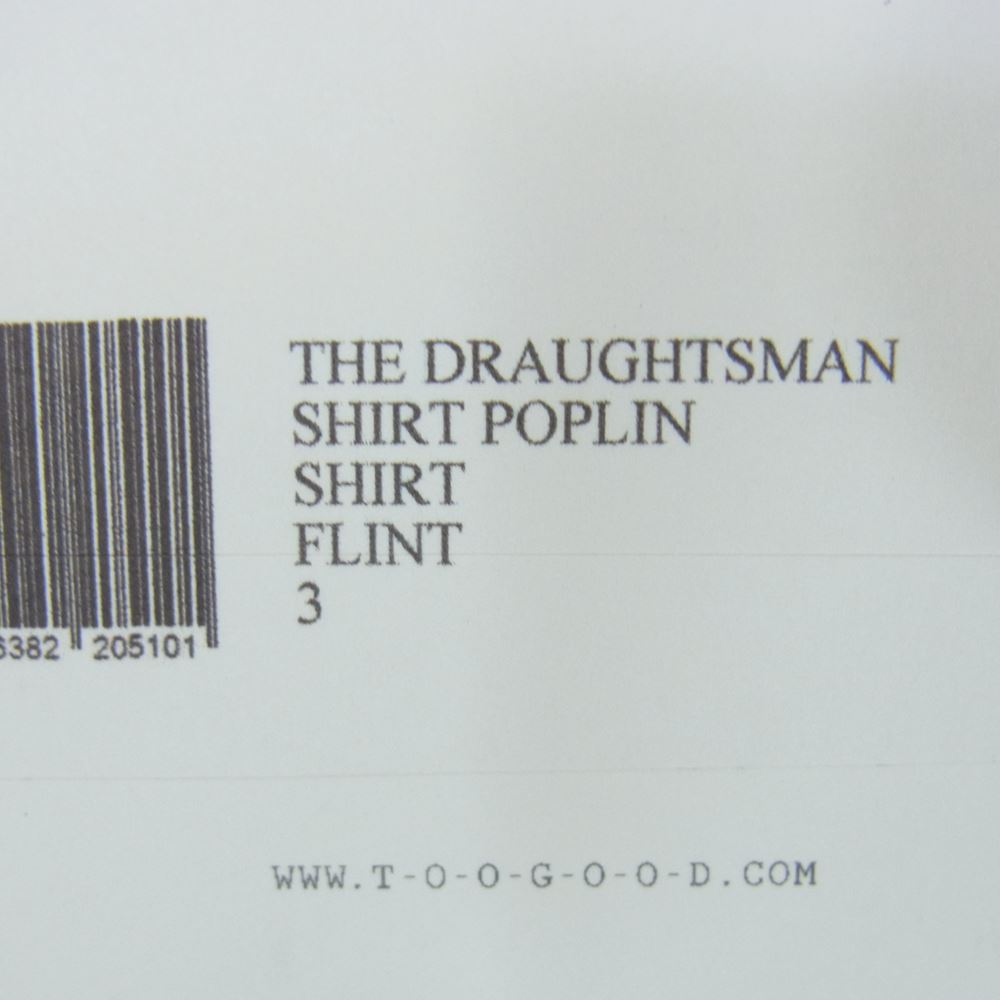 THE DRAUGHTSMAN
SHIRT POPLIN
SHIRT
FLINT
3
6382 205101
WWW.T-O-O-G-O-O-D.COM